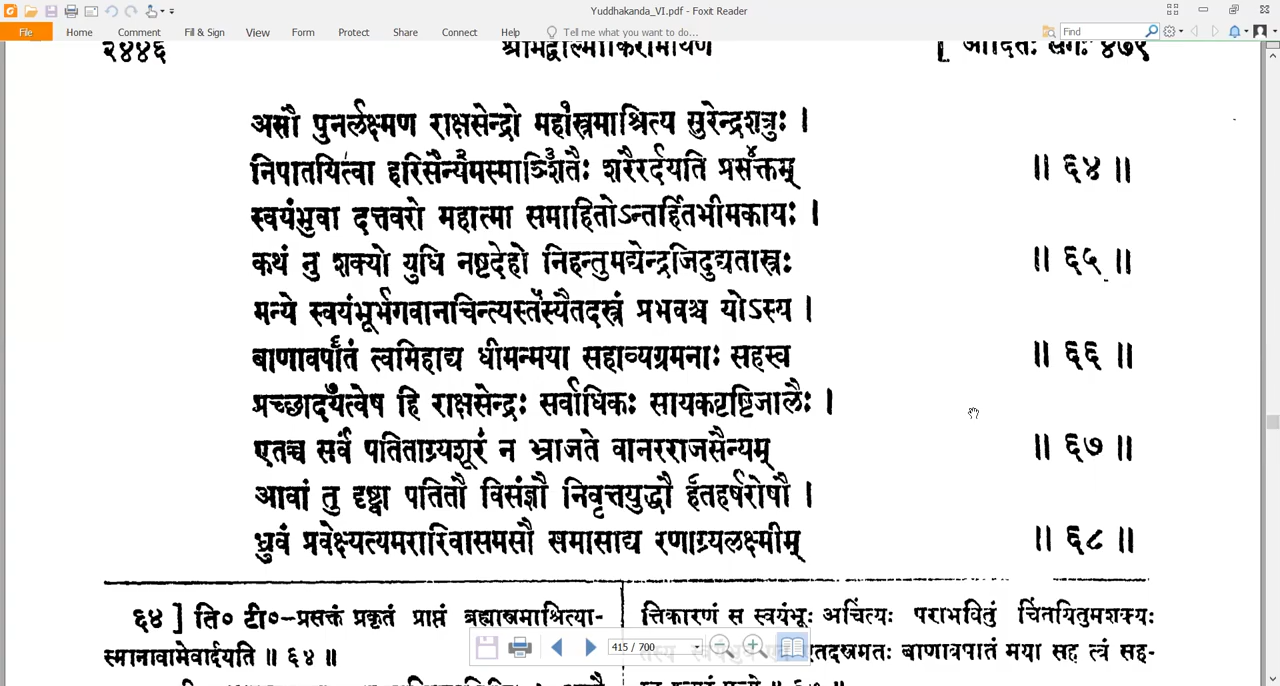 Yuddhakanda_VI.pdf - Foxit Reader
File Home Comment Fill & Sign View Form Protect Share Connect Help Tell me what you want to do... Find
२४४६ श्रीमद्वाल्मीकिरामायणे [ आदितः सर्गः ४७९
असौ पुनर्लक्ष्मण राक्षसेन्द्रो महास्त्रमाश्रित्य सुरेन्द्रशत्रुः ।
निपातयित्वा हरिसैन्यमस्माञ्छितैः शरैरर्दयति प्रसक्तम् ॥ ६४ ॥
स्वयंभुवा दत्तवरो महात्मा समाहितोऽन्तर्हितभीमकायः ।
कथं नु शक्यो युधि नष्टदेहो निहन्तुमद्येन्द्रजिदुद्यतास्त्रः ॥ ६५ ॥
मन्ये स्वयंभूर्भगवानचिन्त्यस्तस्यैतदस्त्रं प्रभवश्च योऽस्य ।
बाणावपातं त्वमिहाद्य धीमन्मया सहाव्यग्रमनाः सहस्व ॥ ६६ ॥
प्रच्छादयत्वेष हि राक्षसेन्द्रः सर्वाधिकः सायकवृष्टिजालैः ।
एतच्च सर्वं पतिताग्र्यशूरं न भ्राजते वानरराजसैन्यम् ॥ ६७ ॥
आवां तु दृष्ट्वा पतितौ विसंज्ञौ निवृत्तयुद्धौ हतहर्षरोषौ ।
ध्रुवं प्रवेक्ष्यत्यमरारिवासमसौ समासाद्य रणाग्र्यलक्ष्मीम् ॥ ६८ ॥
६४ ] ति० टी०-प्रसक्तं प्रकृतं प्राप्तं ब्रह्मास्त्रमाश्रित्या-
स्मानावामेवार्दयति ॥ ६४ ॥
त्तिकारणं स स्वयंभूः अचिंत्यः पराभवितुं चिंतयितुमशक्यः
बाणावपातं मया सह त्वं सह-
415 / 700